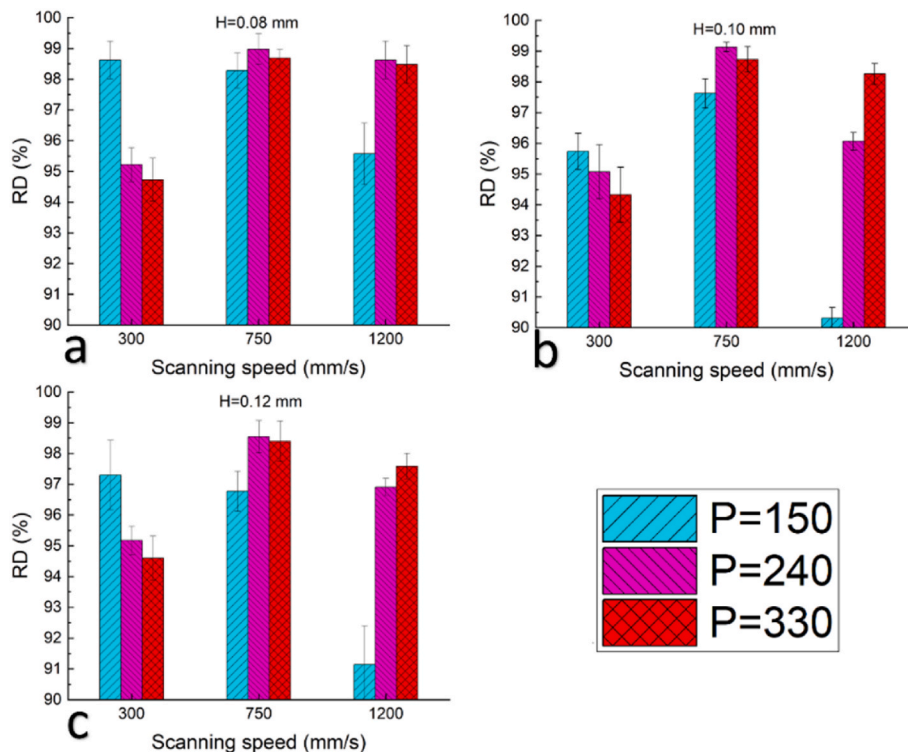 H=0.08 mm
RD (%)
100
99
98
97
96
95
94
93
92
91
90
300
750
1200
Scanning speed (mm/s)
a
H=0.10 mm
RD (%)
100
99
98
97
96
95
94
93
92
91
90
300
750
1200
Scanning speed (mm/s)
b
H=0.12 mm
RD (%)
100
99
98
97
96
95
94
93
92
91
90
300
750
1200
Scanning speed (mm/s)
c
P=150
P=240
P=330